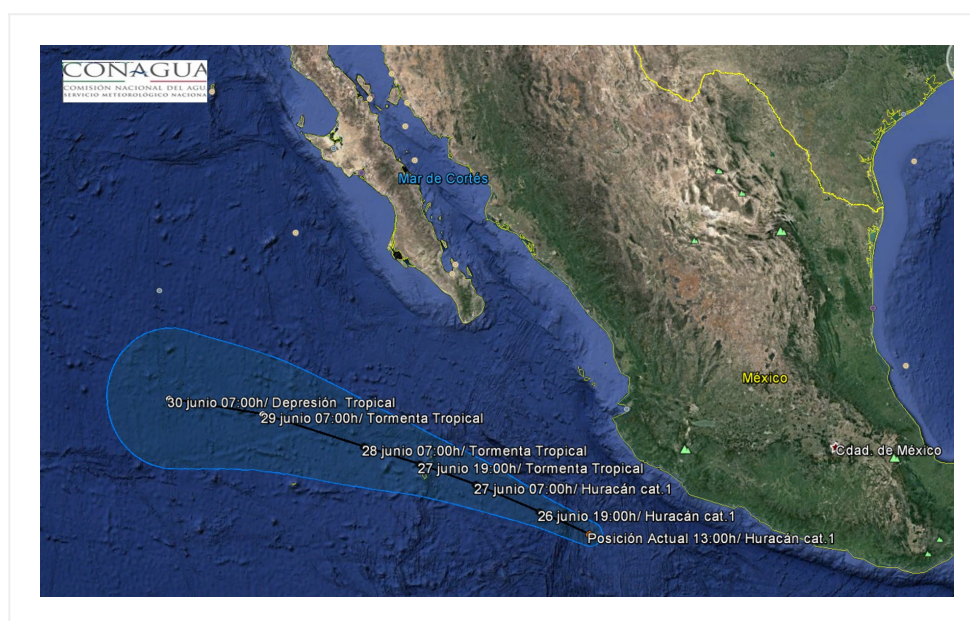 CONAGUA
COMISIÓN NACIONAL DEL AGUA
SERVICIO METEOROLÓGICO NACIONAL
Mar de Cortés
México
30 junio 07:00h/ Depresión  Tropical
29 junio 07:00h/ Tormenta Tropical
28 junio 07:00h/ Tormenta Tropical
Cdad. de México
27 junio 19:00h/ Tormenta Tropical
27 junio 07:00h/ Huracán cat.1
26 junio 19:00h/ Huracán cat.1
Posición Actual 13:00h/ Huracán cat.1